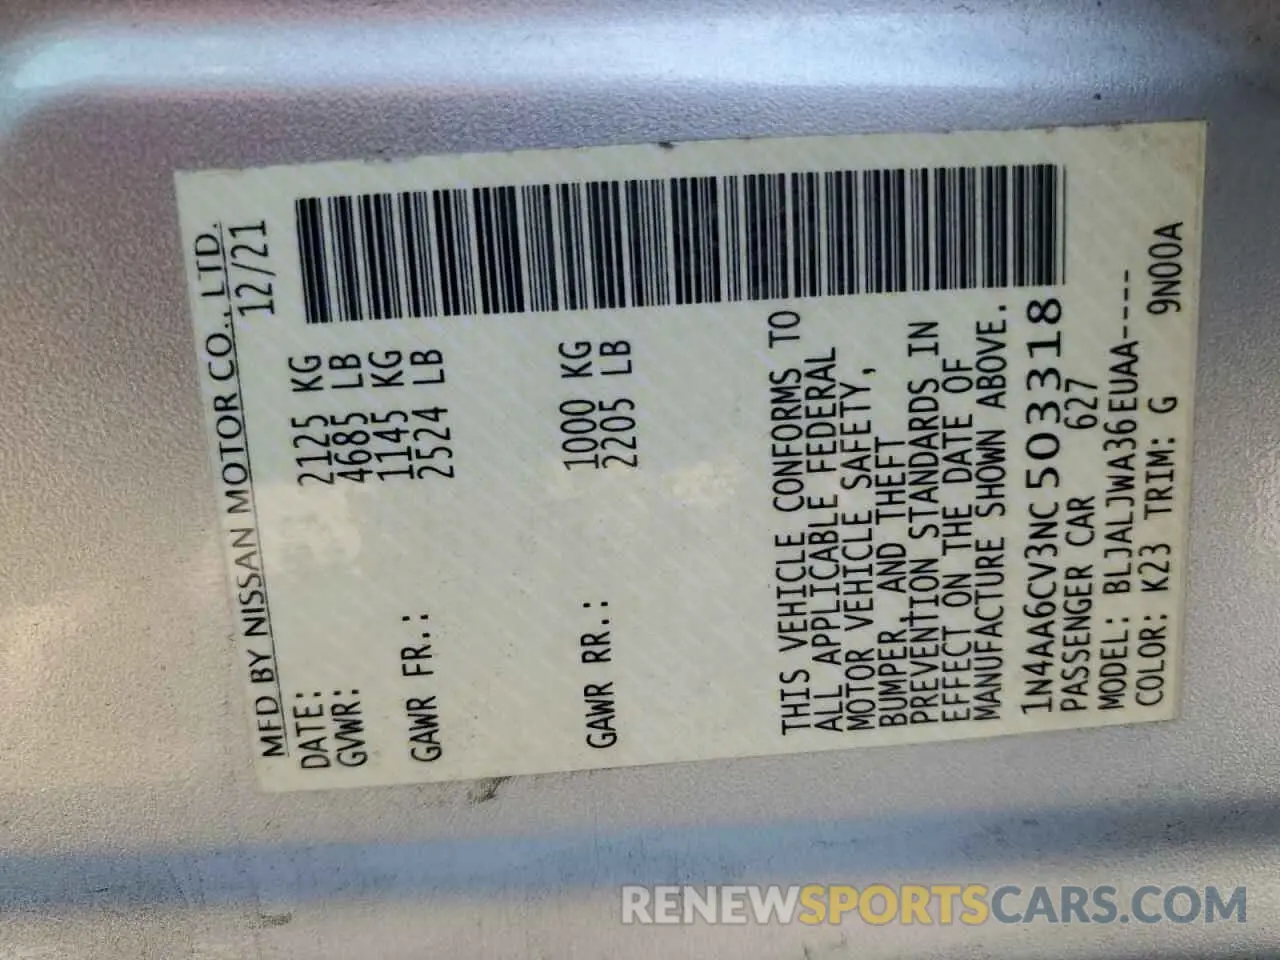 MFD BY NISSAN MOTOR CO., LTD.
DATE: 12/21
GVWR: 2125 KG
4685 LB
GAWR FR.: 1145 KG
2524 LB
GAWR RR.: 1000 KG
2205 LB
THIS VEHICLE CONFORMS TO
ALL APPLICABLE FEDERAL
MOTOR VEHICLE SAFETY,
BUMPER, AND THEFT
PREVENTION STANDARDS IN
EFFECT ON THE DATE OF
MANUFACTURE SHOWN ABOVE.
1N4AA6CV3NC503318
PASSENGER CAR 627
MODEL: BLJALJWA36EUAA----
COLOR: K23 TRIM: G 9N00A
RENEWSPORTSCARS.COM